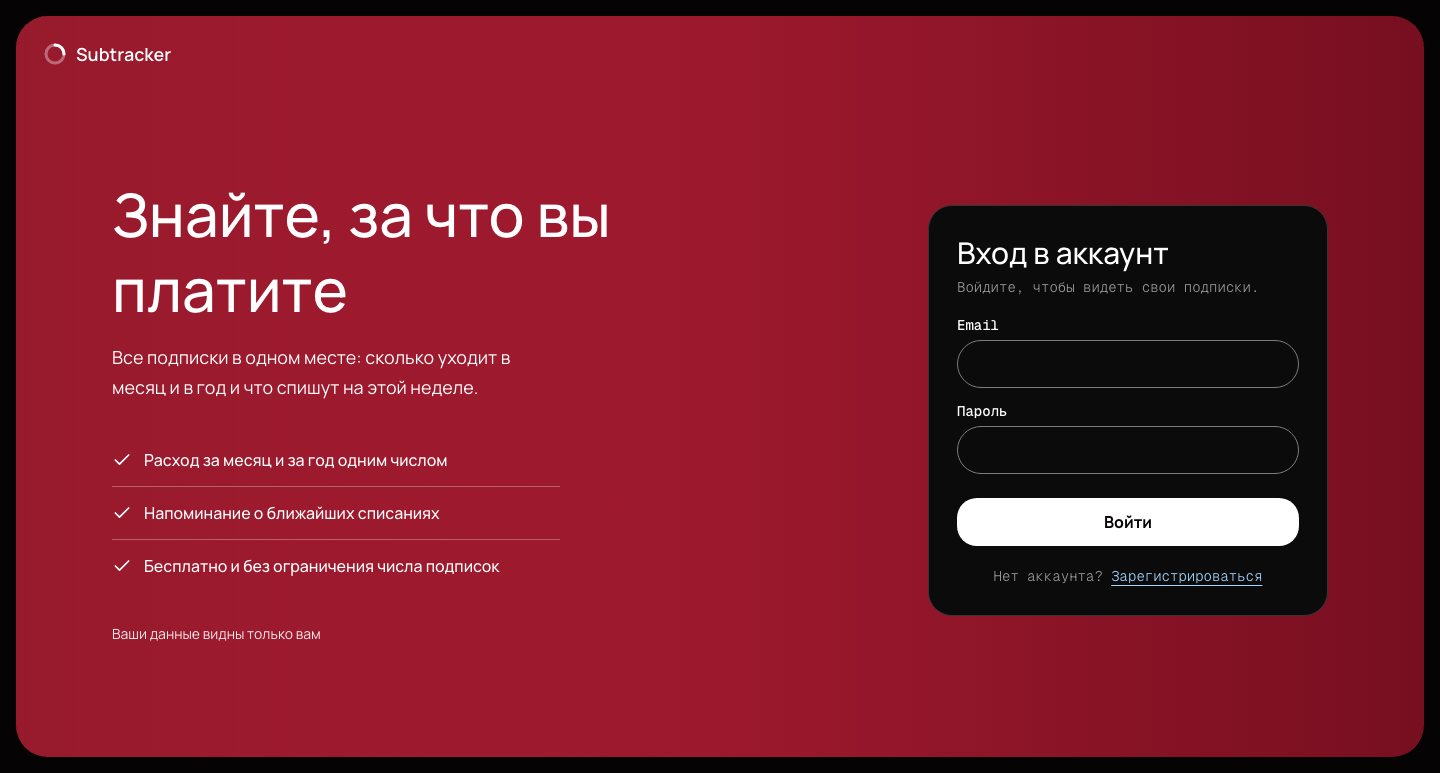 Subtracker
Знайте, за что вы
платите
Все подписки в одном месте: сколько уходит в
месяц и в год и что спишут на этой неделе.
Расход за месяц и за год одним числом
Напоминание о ближайших списаниях
Бесплатно и без ограничения числа подписок
Ваши данные видны только вам
Вход в аккаунт
Войдите, чтобы видеть свои подписки.
Email
Пароль
Войти
Нет аккаунта? Зарегистрироваться